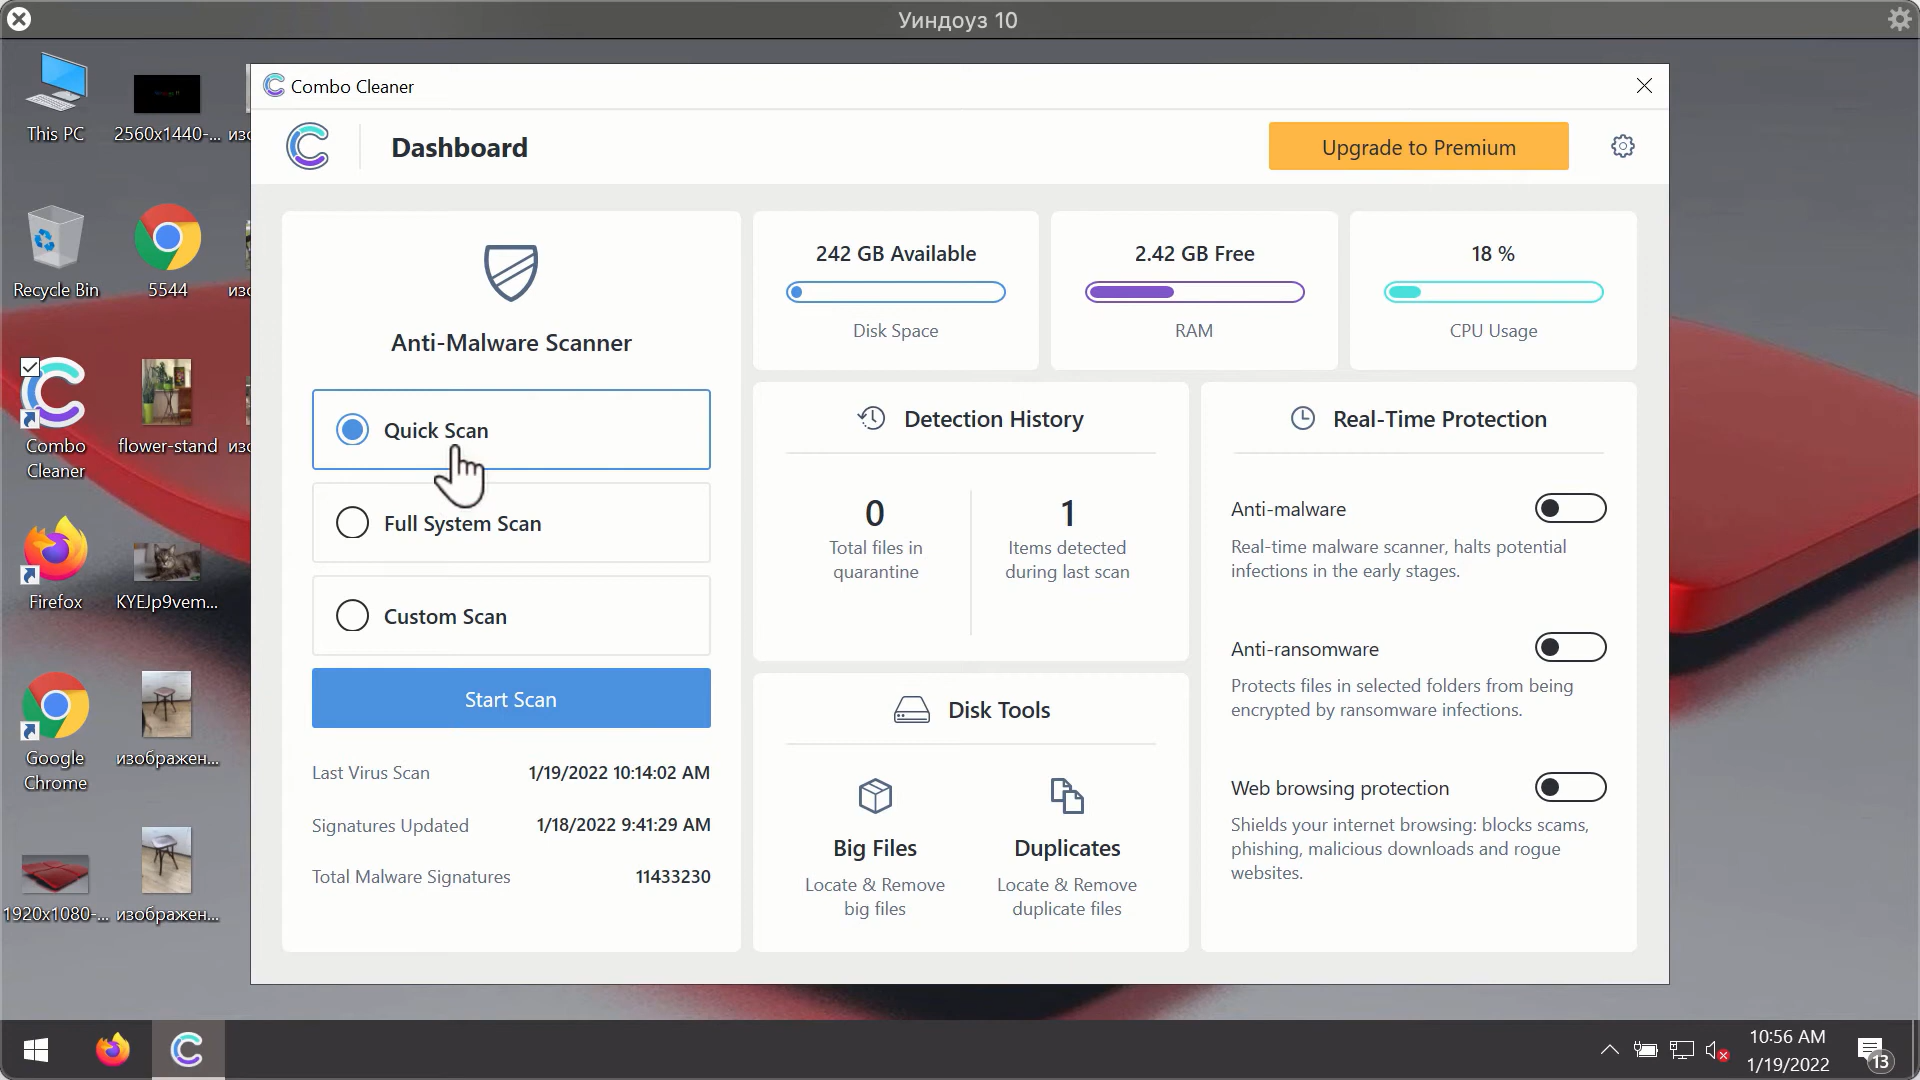 Уиндоуз 10
This PC
2560x1440-...
изо
Recycle Bin
5544
изо
Combo
Cleaner
flower-stand
изо
Firefox
KYEJp9vem...
Google
Chrome
изображен...
1920x1080-...
изображен...
Combo Cleaner
Dashboard
Upgrade to Premium
Anti-Malware Scanner
Quick Scan
Full System Scan
Custom Scan
Start Scan
Last Virus Scan 1/19/2022 10:14:02 AM
Signatures Updated 1/18/2022 9:41:29 AM
Total Malware Signatures 11433230
242 GB Available
Disk Space
2.42 GB Free
RAM
18 %
CPU Usage
Detection History
0
Total files in
quarantine
1
Items detected
during last scan
Disk Tools
Big Files
Locate & Remove
big files
Duplicates
Locate & Remove
duplicate files
Real-Time Protection
Anti-malware
Real-time malware scanner, halts potential
infections in the early stages.
Anti-ransomware
Protects files in selected folders from being
encrypted by ransomware infections.
Web browsing protection
Shields your internet browsing: blocks scams,
phishing, malicious downloads and rogue
websites.
10:56 AM
1/19/2022
13